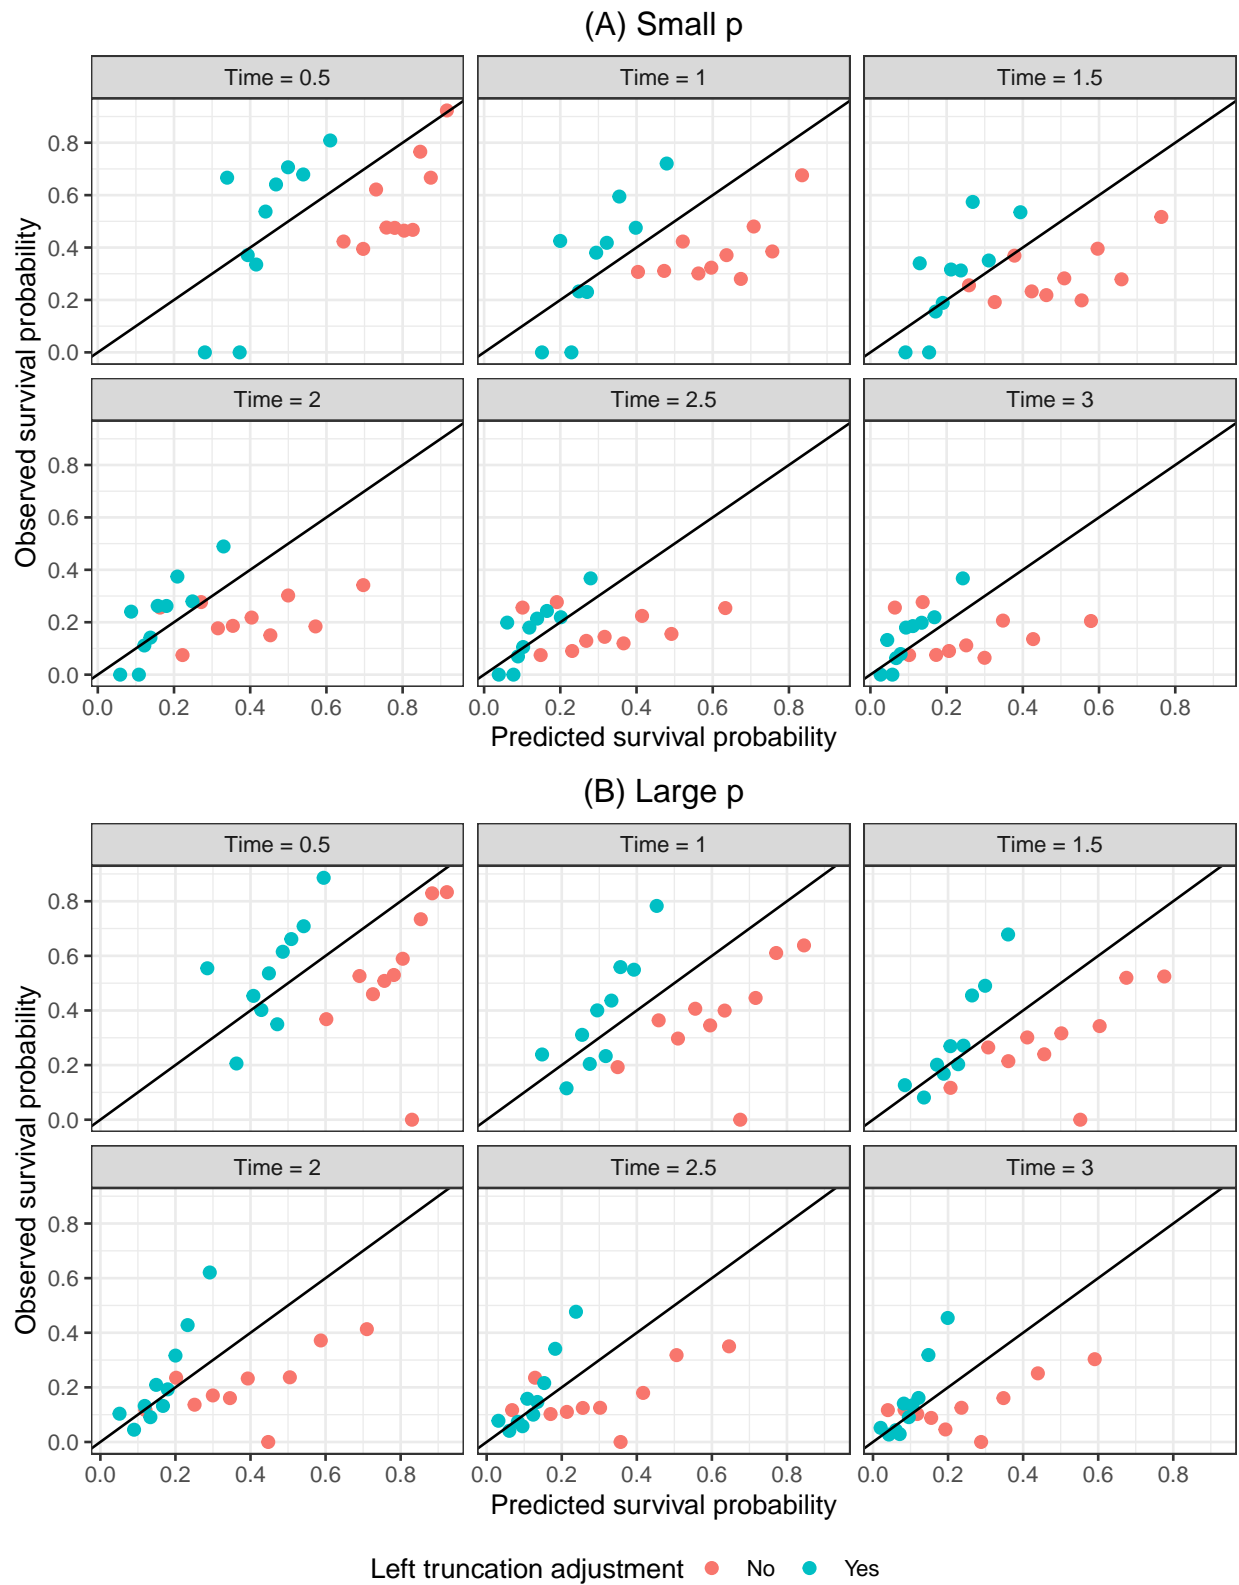 (A) Small p
Time = 0.5
Time = 1
Time = 1.5
0.8
0.6
0.4
0.2
0.0
Time = 2
Time = 2.5
Time = 3
0.8
0.6
0.4
0.2
0.0
Observed survival probability
0.0 0.2 0.4 0.6 0.8
0.0 0.2 0.4 0.6 0.8
0.0 0.2 0.4 0.6 0.8
Predicted survival probability
(B) Large p
Time = 0.5
Time = 1
Time = 1.5
0.8
0.6
0.4
0.2
0.0
Time = 2
Time = 2.5
Time = 3
0.8
0.6
0.4
0.2
0.0
Observed survival probability
0.0 0.2 0.4 0.6 0.8
0.0 0.2 0.4 0.6 0.8
0.0 0.2 0.4 0.6 0.8
Predicted survival probability
Left truncation adjustment No Yes